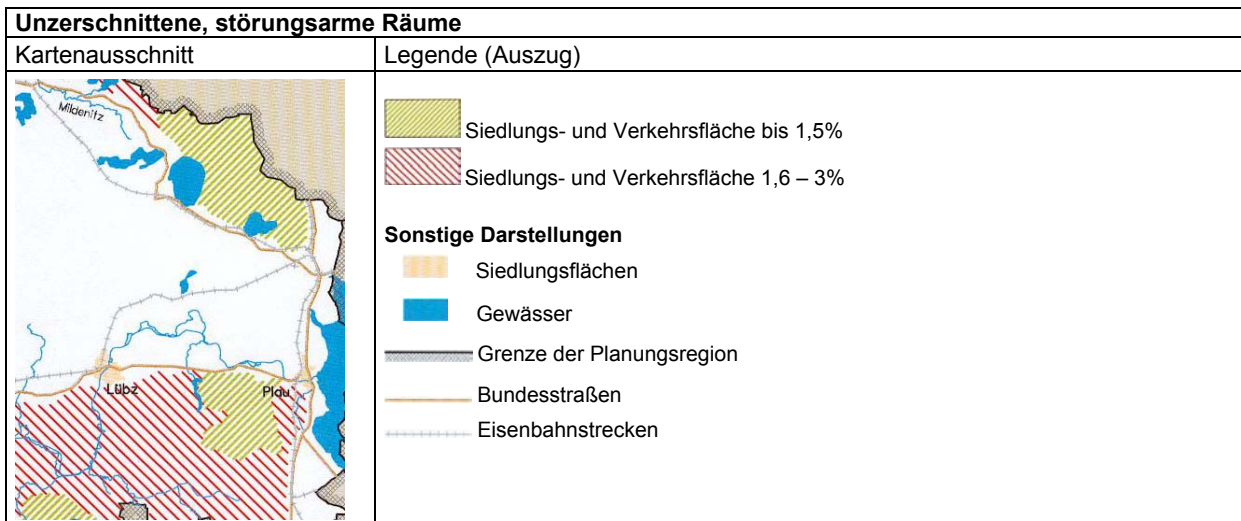 Unzerschnittene, störungsarme Räume
Kartenausschnitt
Legende (Auszug)
Mildenitz
Lübz
Plau
Siedlungs- und Verkehrsfläche bis 1,5%
Siedlungs- und Verkehrsfläche 1,6 – 3%
Sonstige Darstellungen
Siedlungsflächen
Gewässer
Grenze der Planungsregion
Bundesstraßen
Eisenbahnstrecken